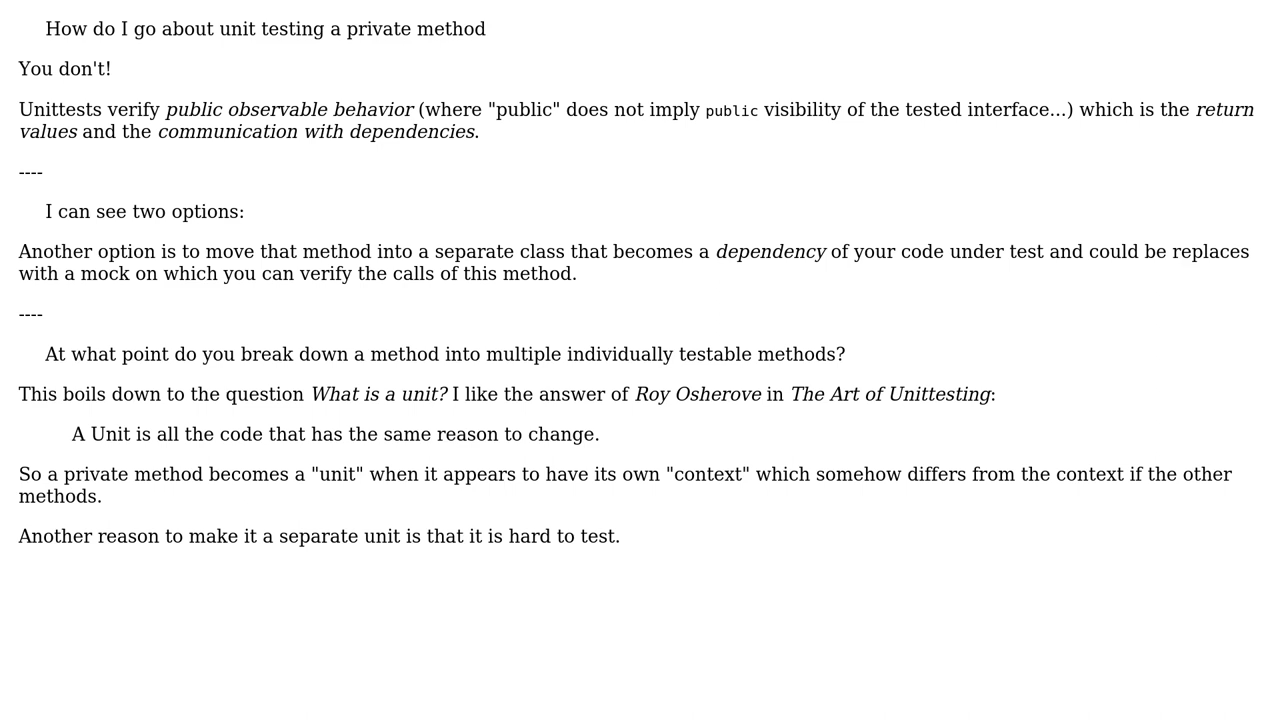 How do I go about unit testing a private method
You don't!
Unittests verify public observable behavior (where "public" does not imply public visibility of the tested interface...) which is the return
values and the communication with dependencies.
----
I can see two options:
Another option is to move that method into a separate class that becomes a dependency of your code under test and could be replaces
with a mock on which you can verify the calls of this method.
----
At what point do you break down a method into multiple individually testable methods?
This boils down to the question What is a unit? I like the answer of Roy Osherove in The Art of Unittesting:
A Unit is all the code that has the same reason to change.
So a private method becomes a "unit" when it appears to have its own "context" which somehow differs from the context if the other
methods.
Another reason to make it a separate unit is that it is hard to test.